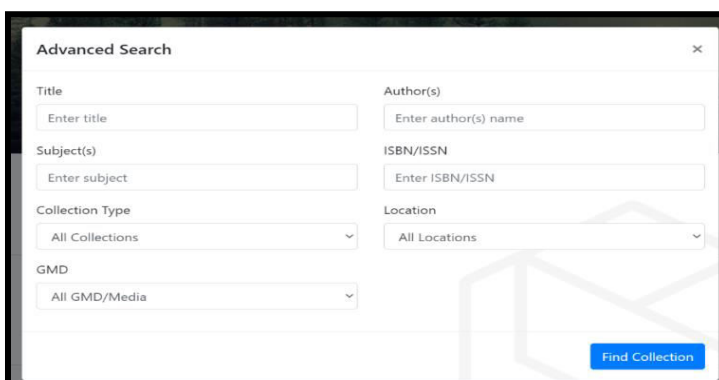 Advanced Search ×
Title Author(s)
Enter title Enter author(s) name
Subject(s) ISBN/ISSN
Enter subject Enter ISBN/ISSN
Collection Type Location
All Collections All Locations
GMD
All GMD/Media
Find Collection